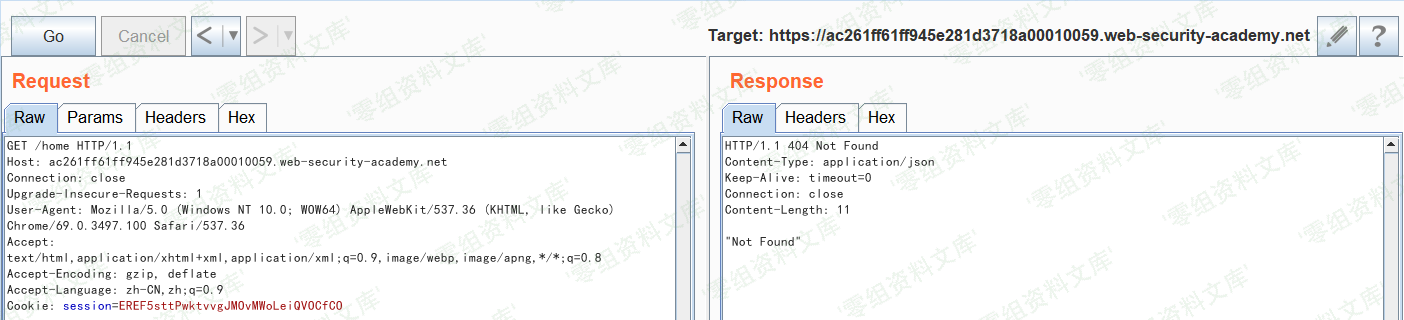 Go
Cancel
<
>
Target: https://ac261ff61ff945e281d3718a00010059.web-security-academy.net
?
Request
Raw
Params
Headers
Hex
GET /home HTTP/1.1
Host: ac261ff61ff945e281d3718a00010059.web-security-academy.net
Connection: close
Upgrade-Insecure-Requests: 1
User-Agent: Mozilla/5.0 (Windows NT 10.0; WOW64) AppleWebKit/537.36 (KHTML, like Gecko)
Chrome/69.0.3497.100 Safari/537.36
Accept:
text/html,application/xhtml+xml,application/xml;q=0.9,image/webp,image/apng,*/*;q=0.8
Accept-Encoding: gzip, deflate
Accept-Language: zh-CN,zh;q=0.9
Cookie: session=EREF5sttPwktvvgJMOvMWoLeiQVOCfCO
Response
Raw
Headers
Hex
HTTP/1.1 404 Not Found
Content-Type: application/json
Keep-Alive: timeout=0
Connection: close
Content-Length: 11
"Not Found"
'零组资料文库'